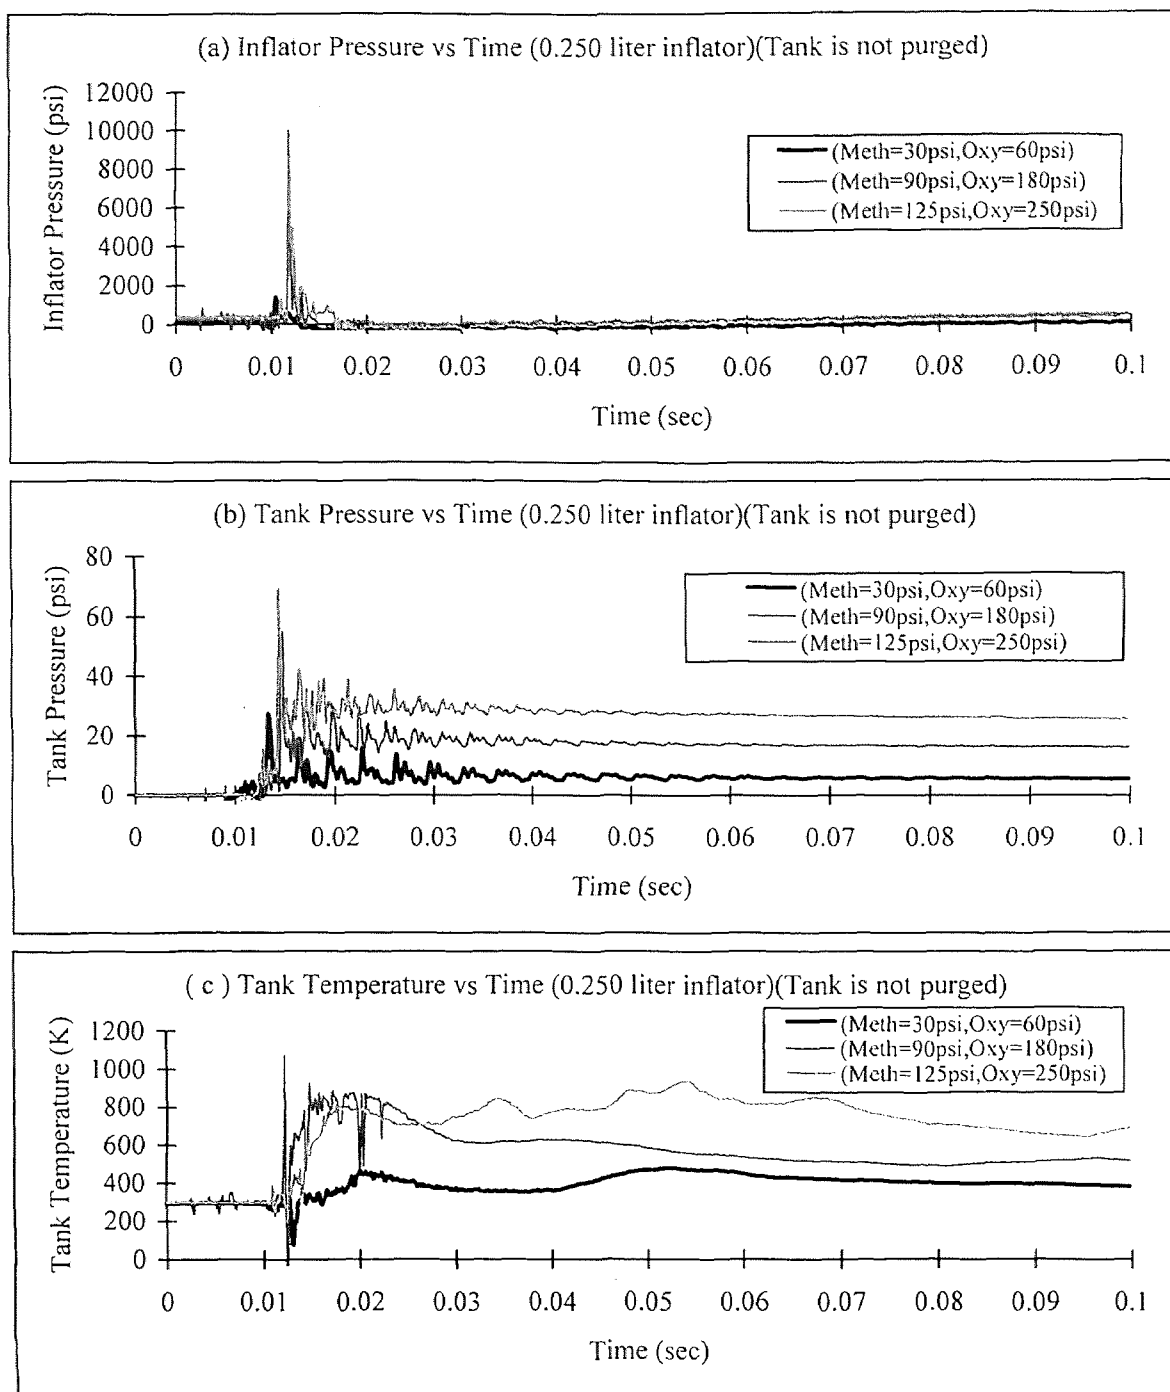 (a) Inflator Pressure vs Time (0.250 liter inflator)(Tank is not purged)
Inflator Pressure (psi)
12000
10000
8000
6000
4000
2000
0
(Meth=30psi,Oxy=60psi)
(Meth=90psi,Oxy=180psi)
(Meth=125psi,Oxy=250psi)
0 0.01 0.02 0.03 0.04 0.05 0.06 0.07 0.08 0.09 0.1
Time (sec)
(b) Tank Pressure vs Time (0.250 liter inflator)(Tank is not purged)
Tank Pressure (psi)
80
60
40
20
0
(Meth=30psi,Oxy=60psi)
(Meth=90psi,Oxy=180psi)
(Meth=125psi,Oxy=250psi)
0 0.01 0.02 0.03 0.04 0.05 0.06 0.07 0.08 0.09 0.1
Time (sec)
( c ) Tank Temperature vs Time (0.250 liter inflator)(Tank is not purged)
Tank Temperature (K)
1200
1000
800
600
400
200
0
(Meth=30psi,Oxy=60psi)
(Meth=90psi,Oxy=180psi)
(Meth=125psi,Oxy=250psi)
0 0.01 0.02 0.03 0.04 0.05 0.06 0.07 0.08 0.09 0.1
Time (sec)